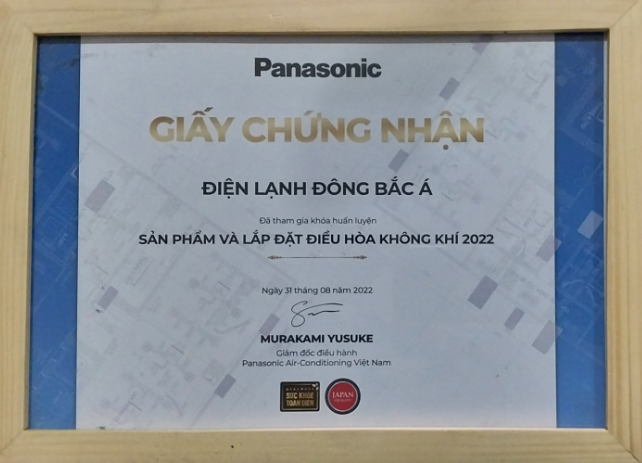 Panasonic
GIẤY CHỨNG NHẬN
ĐIỆN LẠNH ĐÔNG BẮC Á
Đã tham gia khóa huấn luyện
SẢN PHẨM VÀ LẮP ĐẶT ĐIỀU HÒA KHÔNG KHÍ 2022
Ngày 31 tháng 08 năm 2022
MURAKAMI YUSUKE
Giám đốc điều hành
Panasonic Air-Conditioning Việt Nam
SỨC KHỎE
TOÀN DIỆN
JAPAN